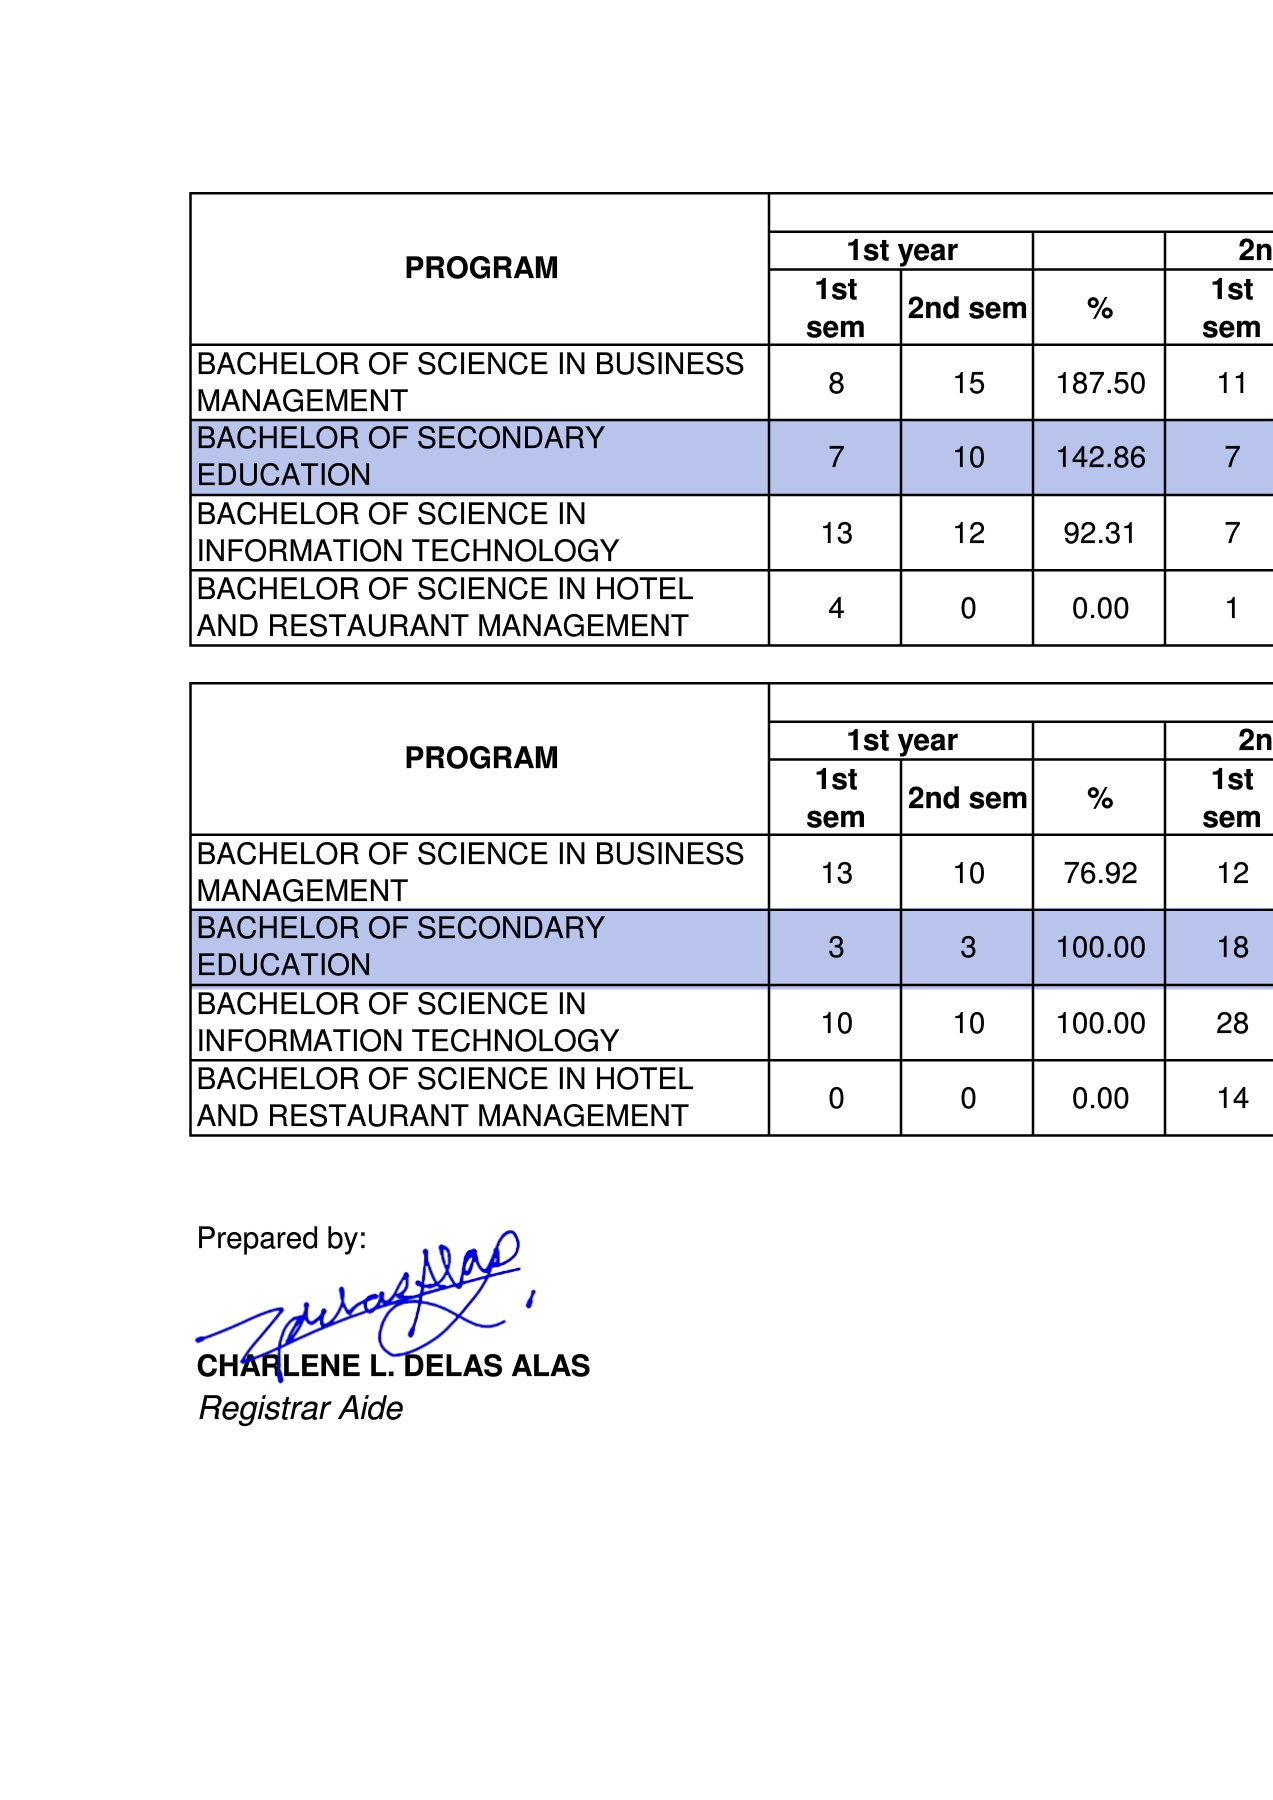 PROGRAM
1st year 2n
1st sem 2nd sem % 1st sem
BACHELOR OF SCIENCE IN BUSINESS
MANAGEMENT 8 15 187.50 11
BACHELOR OF SECONDARY
EDUCATION 7 10 142.86 7
BACHELOR OF SCIENCE IN
INFORMATION TECHNOLOGY 13 12 92.31 7
BACHELOR OF SCIENCE IN HOTEL
AND RESTAURANT MANAGEMENT 4 0 0.00 1
PROGRAM
1st year 2n
1st sem 2nd sem % 1st sem
BACHELOR OF SCIENCE IN BUSINESS
MANAGEMENT 13 10 76.92 12
BACHELOR OF SECONDARY
EDUCATION 3 3 100.00 18
BACHELOR OF SCIENCE IN
INFORMATION TECHNOLOGY 10 10 100.00 28
BACHELOR OF SCIENCE IN HOTEL
AND RESTAURANT MANAGEMENT 0 0 0.00 14
Prepared by:
CHARLENE L. DELAS ALAS
Registrar Aide